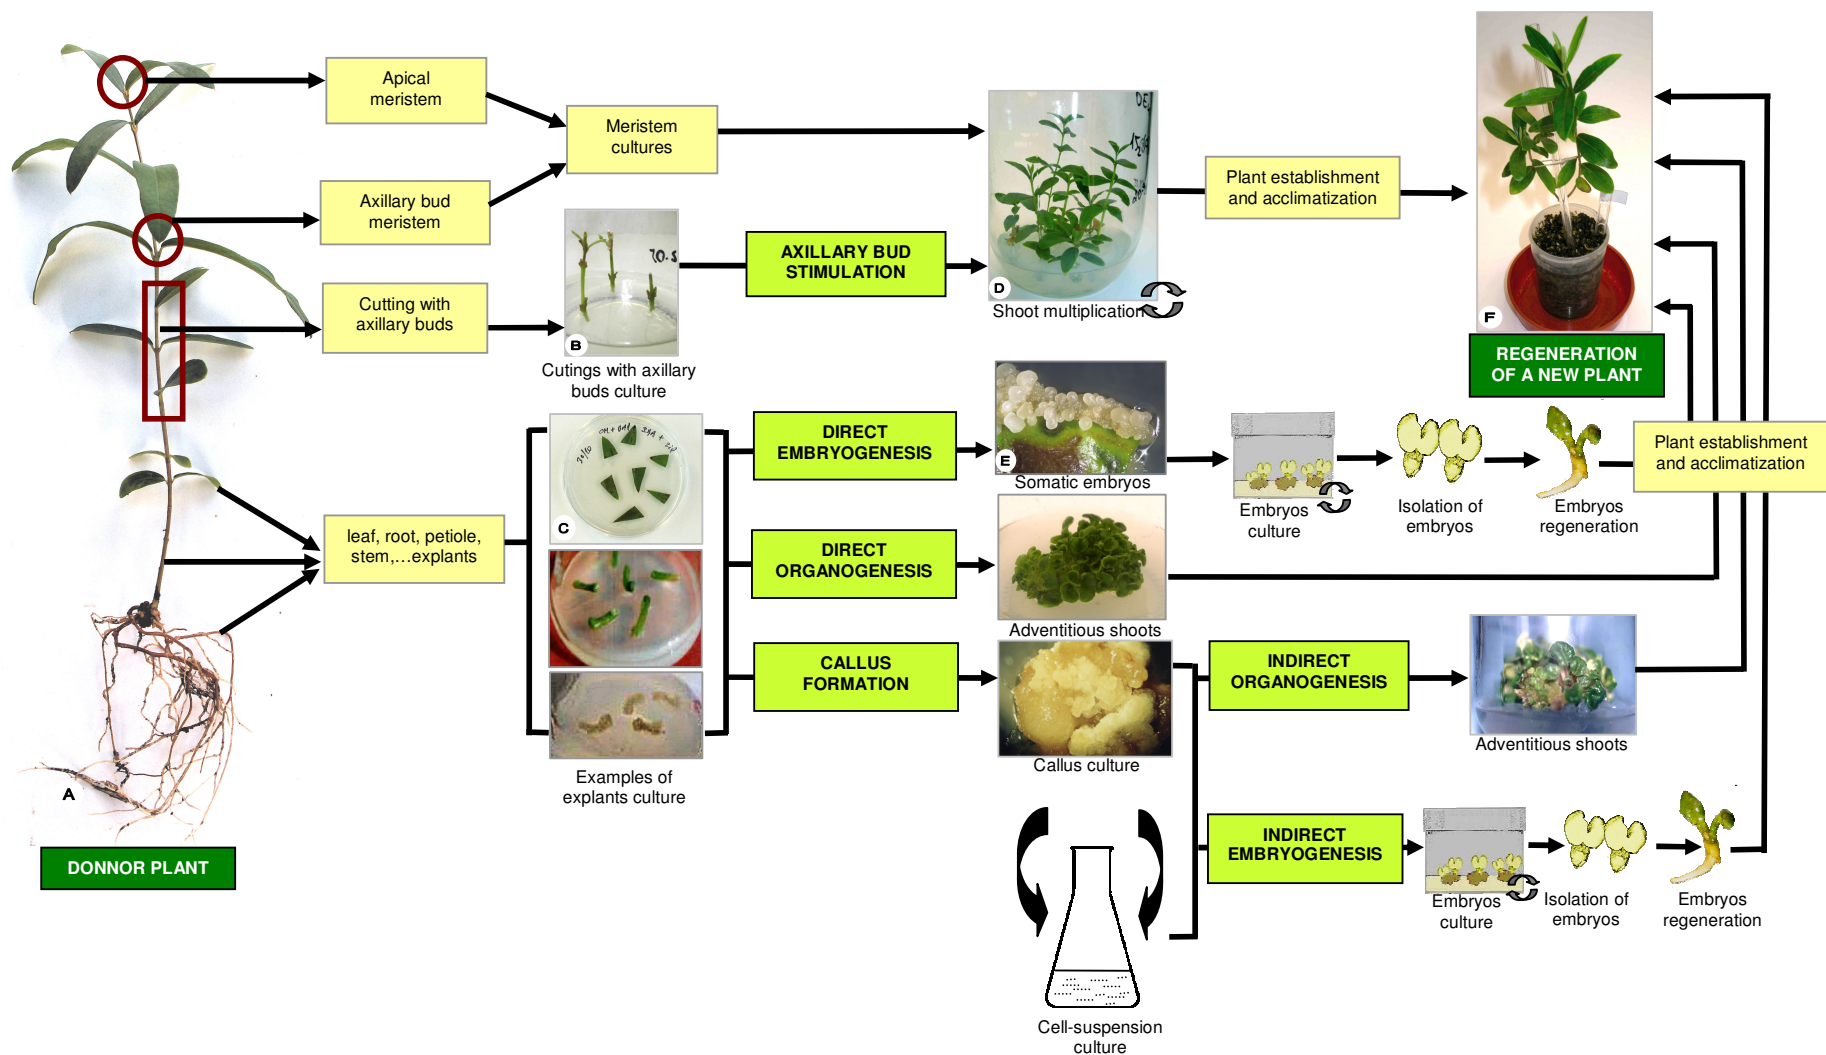 Apical
meristem
Meristem
cultures
Axillary bud
meristem
Cutting with
axillary buds
B
Cutings with axillary
buds culture
AXILLARY BUD
STIMULATION
D
Shoot multiplication
Plant establishment
and acclimatization
F
REGENERATION
OF A NEW PLANT
leaf, root, petiole,
stem,...explants
C
Examples of
explants culture
DIRECT
EMBRYOGENESIS
E
Somatic embryos
Embryos
culture
Isolation of
embryos
Embryos
regeneration
Plant establishment
and acclimatization
DIRECT
ORGANOGENESIS
Adventitious shoots
CALLUS
FORMATION
Callus culture
INDIRECT
ORGANOGENESIS
Adventitious shoots
INDIRECT
EMBRYOGENESIS
Embryos
culture
Isolation of
embryos
Embryos
regeneration
Cell-suspension
culture
A
DONNOR PLANT